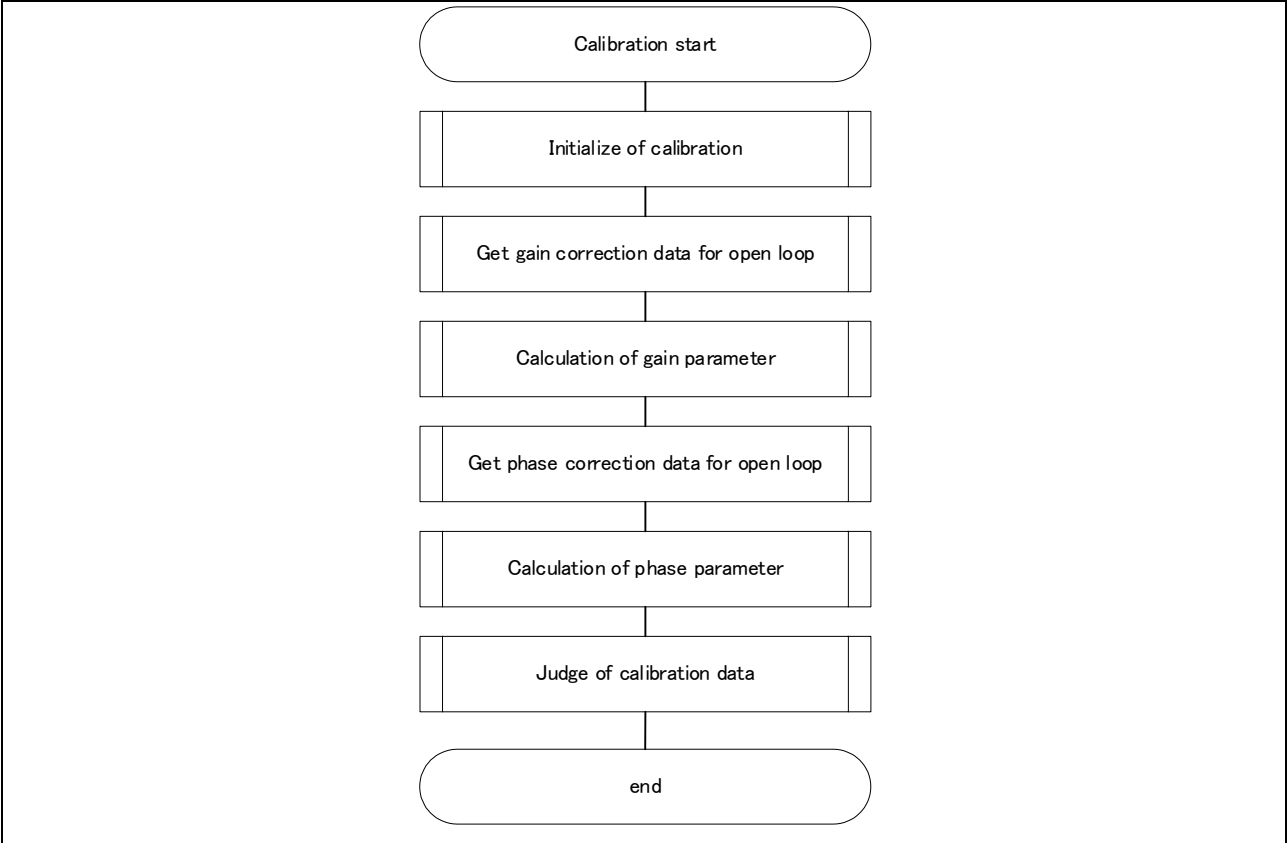 Calibration start
Initialize of calibration
Get gain correction data for open loop
Calculation of gain parameter
Get phase correction data for open loop
Calculation of phase parameter
Judge of calibration data
end